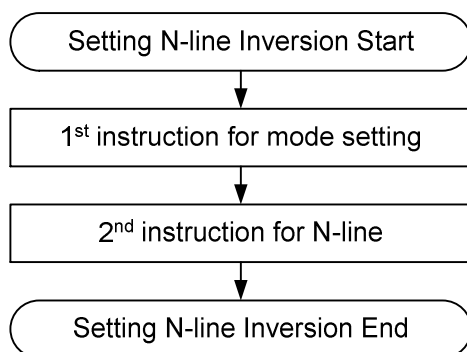 Setting N-line Inversion Start
1st instruction for mode setting
2nd instruction for N-line
Setting N-line Inversion End